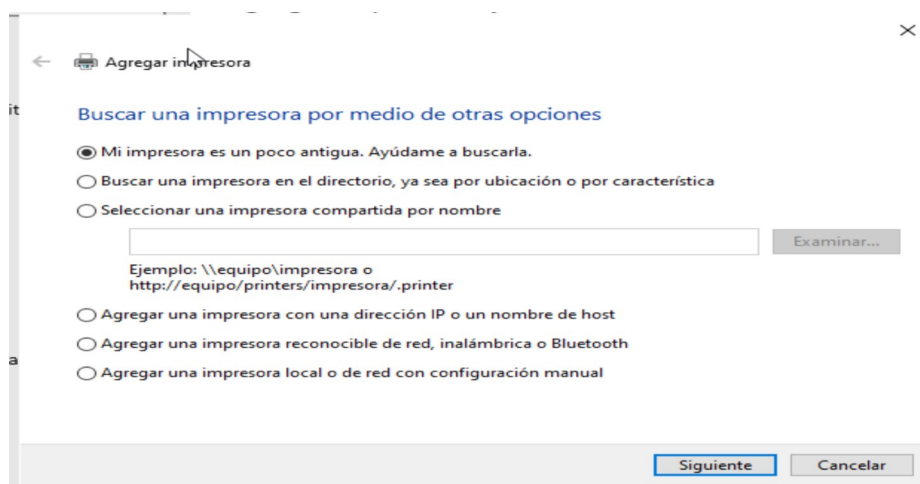 Agregar impresora
Buscar una impresora por medio de otras opciones
Mi impresora es un poco antigua. Ayúdame a buscarla.
Buscar una impresora en el directorio, ya sea por ubicación o por característica
Seleccionar una impresora compartida por nombre
Examinar...
Ejemplo: \\equipo\impresora o
http://equipo/printers/impresora/.printer
Agregar una impresora con una dirección IP o un nombre de host
Agregar una impresora reconocible de red, inalámbrica o Bluetooth
Agregar una impresora local o de red con configuración manual
Siguiente
Cancelar